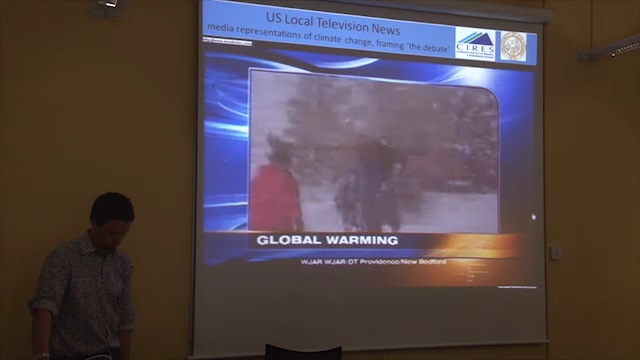 US Local Television News
media representations of climate change, framing 'the debate'
CIRES
GLOBAL WARMING
WJAR WJAR-DT Providence/New Bedford